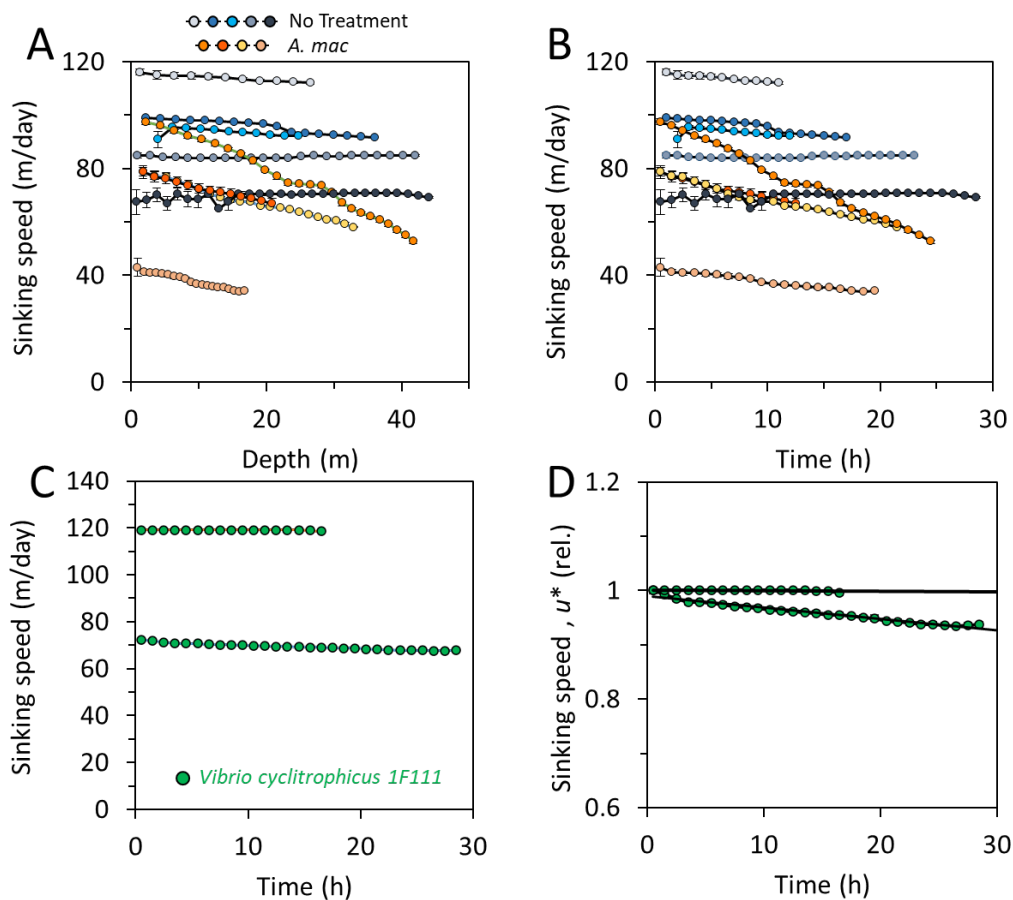 No Treatment
A. mac
A
B
120
80
40
0
Sinking speed (m/day)
0
20
40
Depth (m)
120
80
40
0
Sinking speed (m/day)
0
10
20
30
Time (h)
C
D
140
120
100
80
60
40
20
0
Sinking speed (m/day)
Vibrio cyclitrophicus 1F111
0
10
20
30
Time (h)
1.2
1
0.8
0.6
Sinking speed , u* (rel.)
0
10
20
30
Time (h)